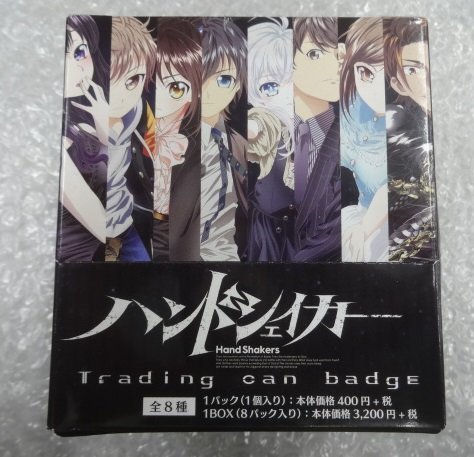 ハンドシェイカー
Hand Shakers
Trading can badge
全8種
1パック(1個入り):本体価格400円+税
1BOX(8パック入り):本体価格3,200円+税